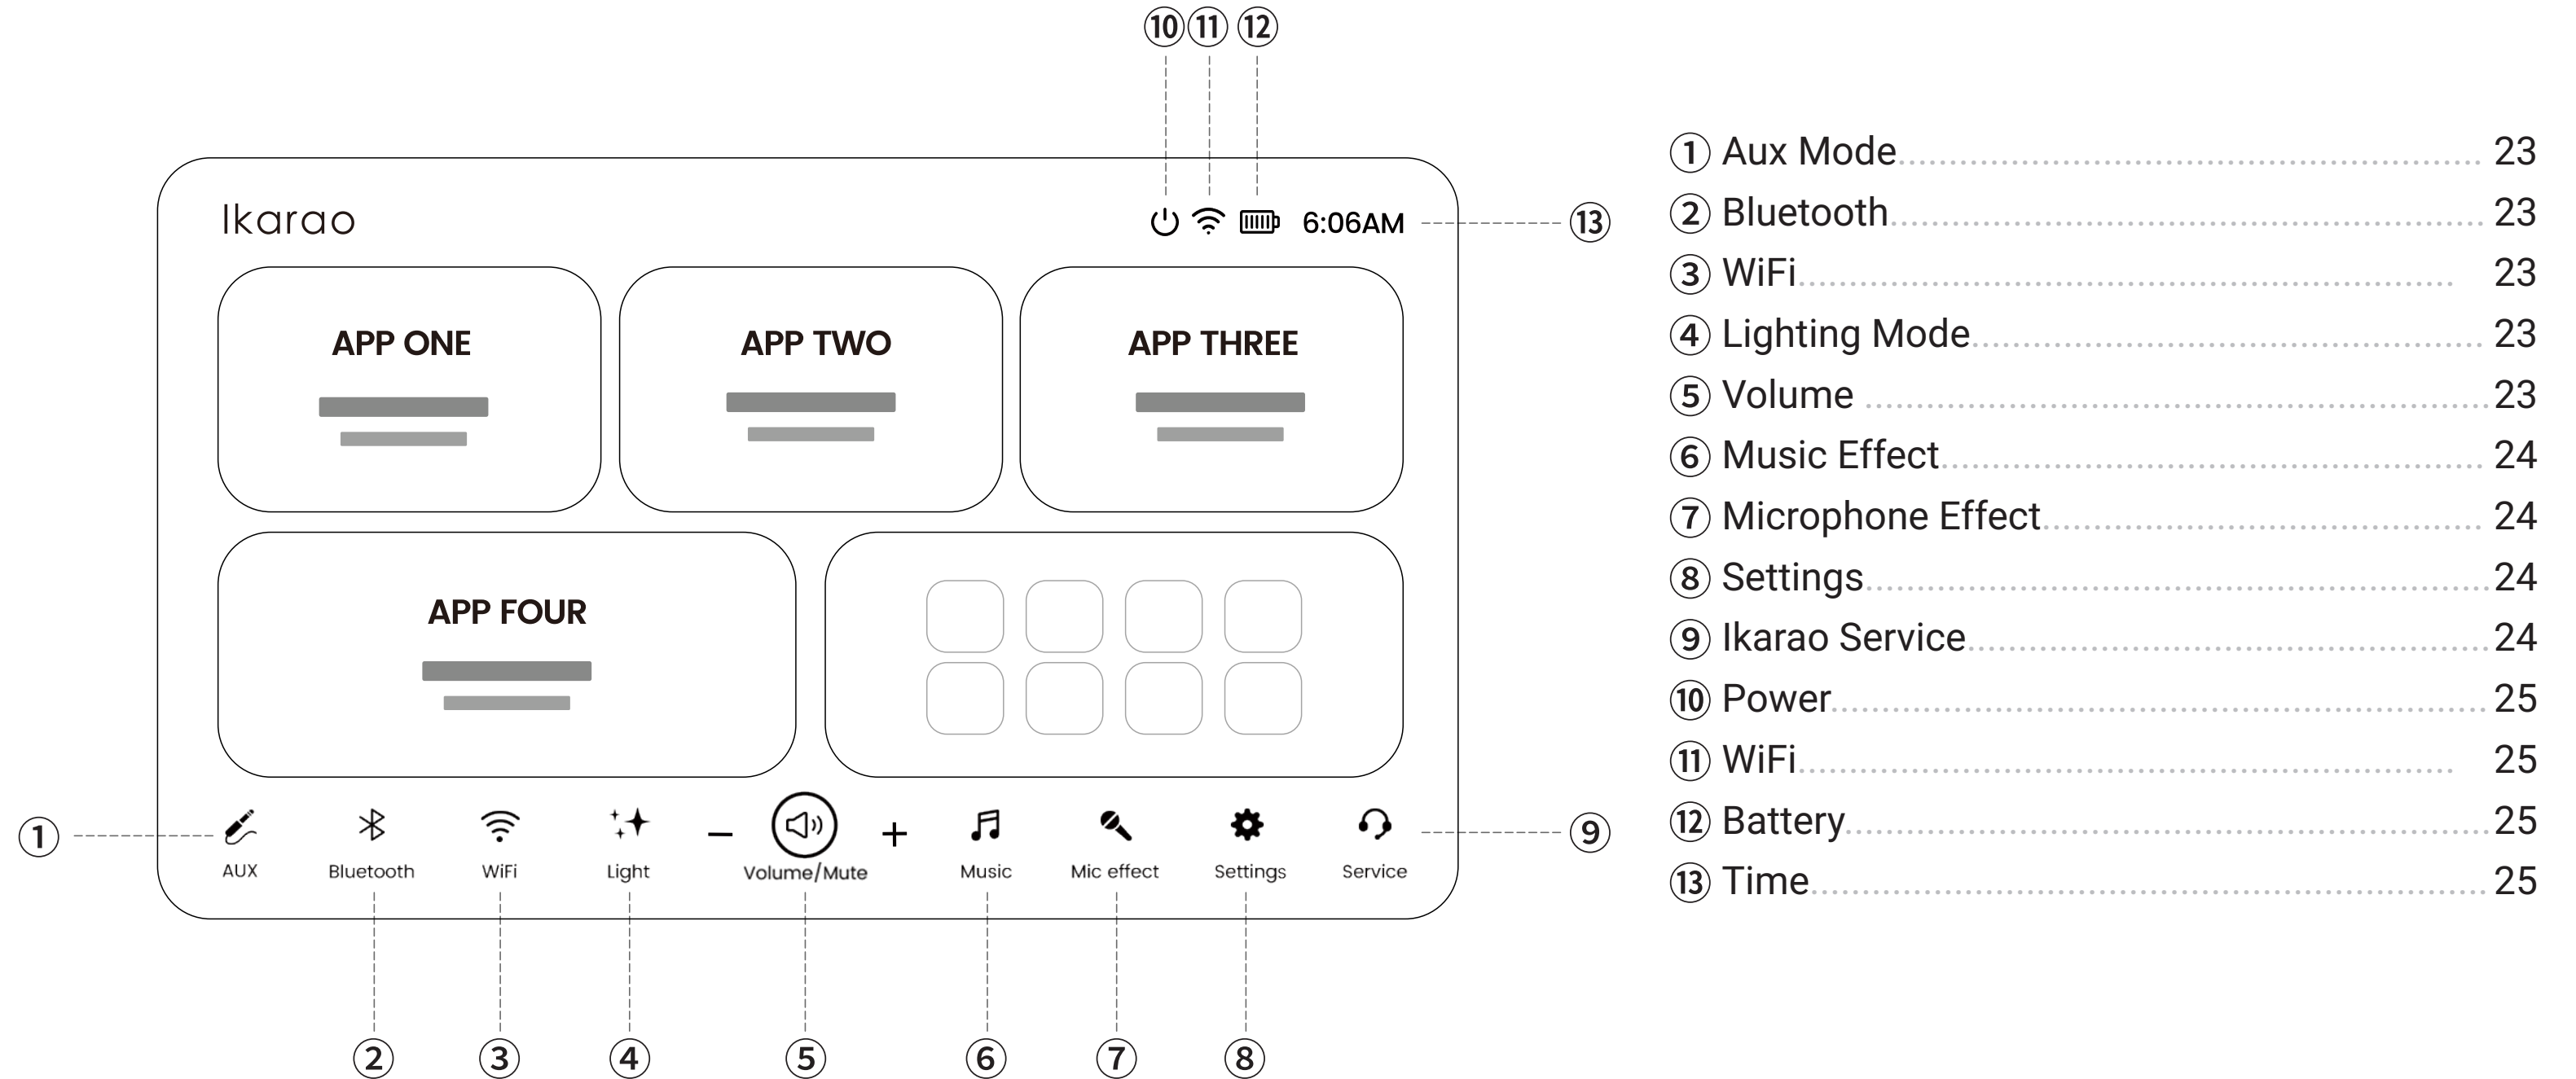 ⑩ ⑪ ⑫
Ikarao
6:06AM
⑬
APP ONE
APP TWO
APP THREE
APP FOUR
①
AUX
Bluetooth
WiFi
Light
− Volume/Mute +
Music
Mic effect
Settings
Service
⑨
② ③ ④ ⑤ ⑥ ⑦ ⑧
① Aux Mode 23
② Bluetooth 23
③ WiFi 23
④ Lighting Mode 23
⑤ Volume 23
⑥ Music Effect 24
⑦ Microphone Effect 24
⑧ Settings 24
⑨ Ikarao Service 24
⑩ Power 25
⑪ WiFi 25
⑫ Battery 25
⑬ Time 25